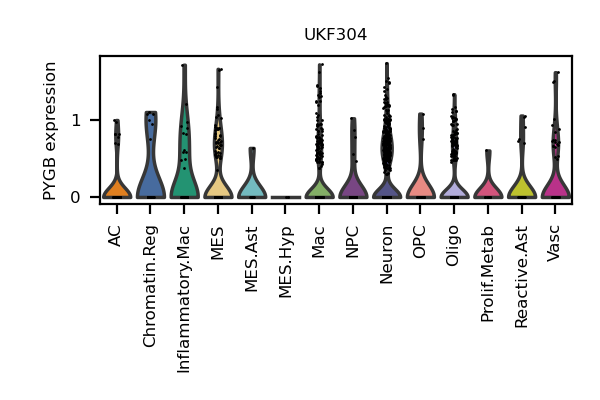 UKF304
PYGB expression
1
0
AC
Chromatin.Reg
Inflammatory.Mac
MES
MES.Ast
MES.Hyp
Mac
NPC
Neuron
OPC
Oligo
Prolif.Metab
Reactive.Ast
Vasc